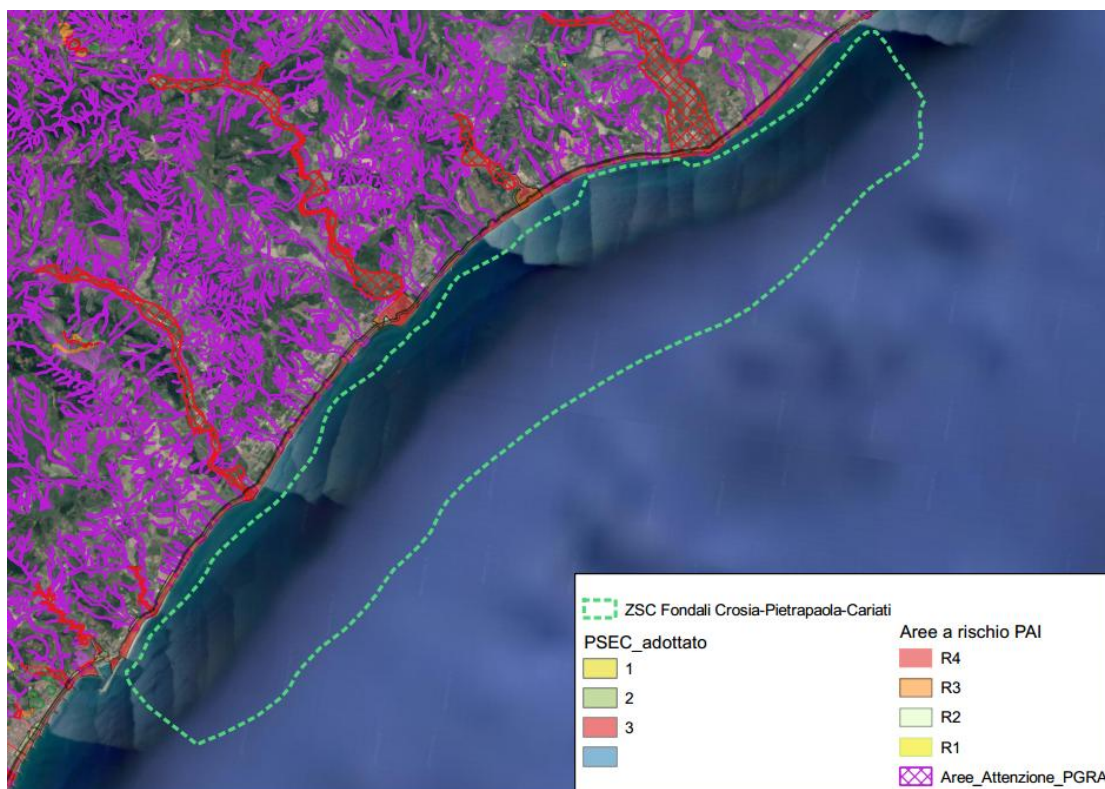 ZSC Fondali Crosia-Pietrapaola-Cariati
PSEC_adottato
1
2
3
Aree a rischio PAI
R4
R3
R2
R1
Aree_Attenzione_PGRA